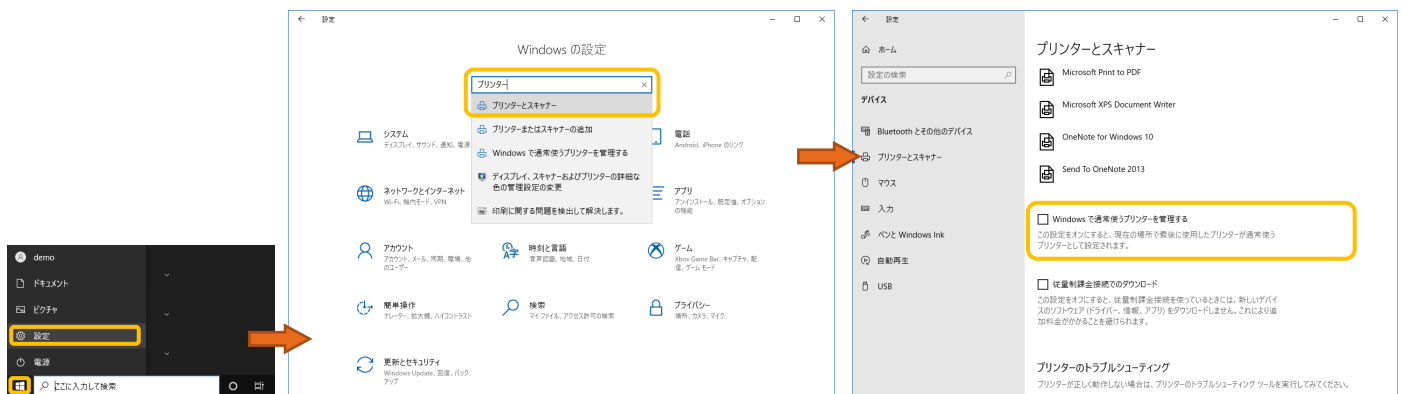 demo
ドキュメント
ピクチャ
設定
電源
ここに入力して検索
設定
Windows の設定
プリンター
プリンターとスキャナー
プリンターまたはスキャナーの追加
Windows で通常使うプリンターを管理する
ディスプレイ、スキャナーおよびプリンターの詳細な
色の管理設定の変更
印刷に関する問題を検出して解決します。
システム
ディスプレイ、サウンド、通知、電源
電話
Android、iPhone のリンク
ネットワークとインターネット
Wi-Fi、機内モード、VPN
アプリ
アンインストール、既定値、オプション
の機能
アカウント
アカウント、メール、同期、職場、他
のユーザー
時刻と言語
音声認識、地域、日付
ゲーム
Xbox Game Bar、キャプチャ、配
信、ゲーム モード
簡単操作
ナレーター、拡大鏡、ハイコントラスト
検索
マイ ファイル、アクセス許可の検索
プライバシー
場所、カメラ、マイク
更新とセキュリティ
Windows Update、回復、バック
アップ
設定
ホーム
設定の検索
デバイス
Bluetooth とその他のデバイス
プリンターとスキャナー
マウス
入力
ペンと Windows Ink
自動再生
USB
プリンターとスキャナー
Microsoft Print to PDF
Microsoft XPS Document Writer
OneNote for Windows 10
Send To OneNote 2013
Windows で通常使うプリンターを管理する
この設定をオンにすると、現在の場所で最後に使用したプリンターが通常使う
プリンターとして設定されます。
従量制課金接続でのダウンロード
この設定をオフにすると、従量制課金接続を使っているときには、新しいデバイ
スのソフトウェア (ドライバー、情報、アプリ) をダウンロードしません。これにより追
加料金がかかることを避けられます。
プリンターのトラブルシューティング
プリンターが正しく動作しない場合は、プリンターのトラブルシューティング ツールを実行してみてください。